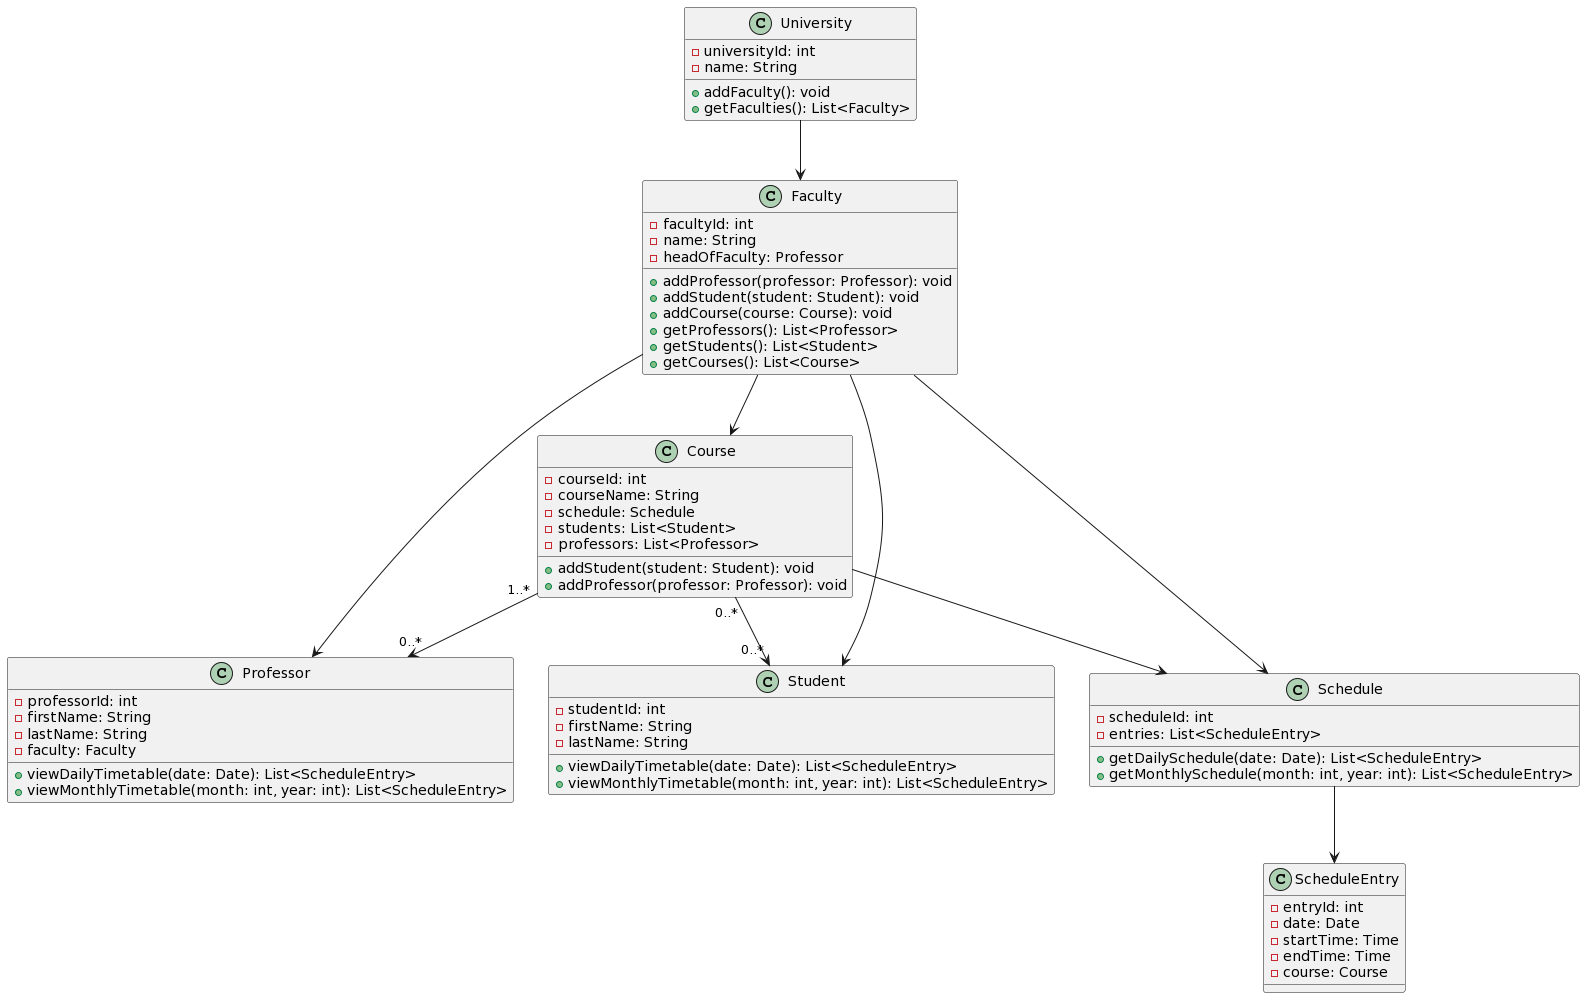 C University
universityId: int
name: String
addFaculty(): void
getFaculties(): List<Faculty>
C Faculty
facultyId: int
name: String
headOfFaculty: Professor
addProfessor(professor: Professor): void
addStudent(student: Student): void
addCourse(course: Course): void
getProfessors(): List<Professor>
getStudents(): List<Student>
getCourses(): List<Course>
C Course
courseId: int
courseName: String
schedule: Schedule
students: List<Student>
professors: List<Professor>
addStudent(student: Student): void
addProfessor(professor: Professor): void
1..*
0..*
0..*
0..*
C Professor
professorId: int
firstName: String
lastName: String
faculty: Faculty
viewDailyTimetable(date: Date): List<ScheduleEntry>
viewMonthlyTimetable(month: int, year: int): List<ScheduleEntry>
C Student
studentId: int
firstName: String
lastName: String
viewDailyTimetable(date: Date): List<ScheduleEntry>
viewMonthlyTimetable(month: int, year: int): List<ScheduleEntry>
C Schedule
scheduleId: int
entries: List<ScheduleEntry>
getDailySchedule(date: Date): List<ScheduleEntry>
getMonthlySchedule(month: int, year: int): List<ScheduleEntry>
C ScheduleEntry
entryId: int
date: Date
startTime: Time
endTime: Time
course: Course